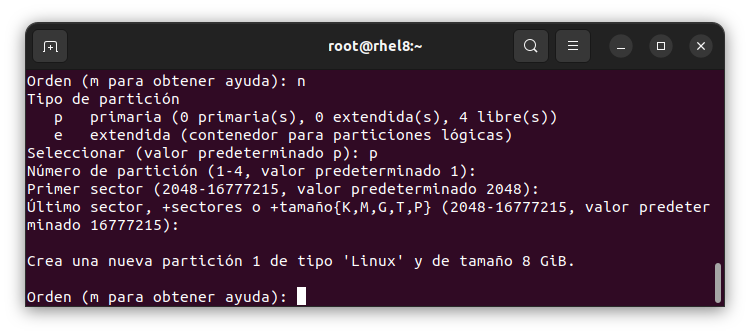 root@rhel8:~
Orden (m para obtener ayuda): n
Tipo de partición
   p   primaria (0 primaria(s), 0 extendida(s), 4 libre(s))
   e   extendida (contenedor para particiones lógicas)
Seleccionar (valor predeterminado p): p
Número de partición (1-4, valor predeterminado 1):
Primer sector (2048-16777215, valor predeterminado 2048):
Último sector, +sectores o +tamaño{K,M,G,T,P} (2048-16777215, valor predeter
minado 16777215):
Crea una nueva partición 1 de tipo 'Linux' y de tamaño 8 GiB.
Orden (m para obtener ayuda):